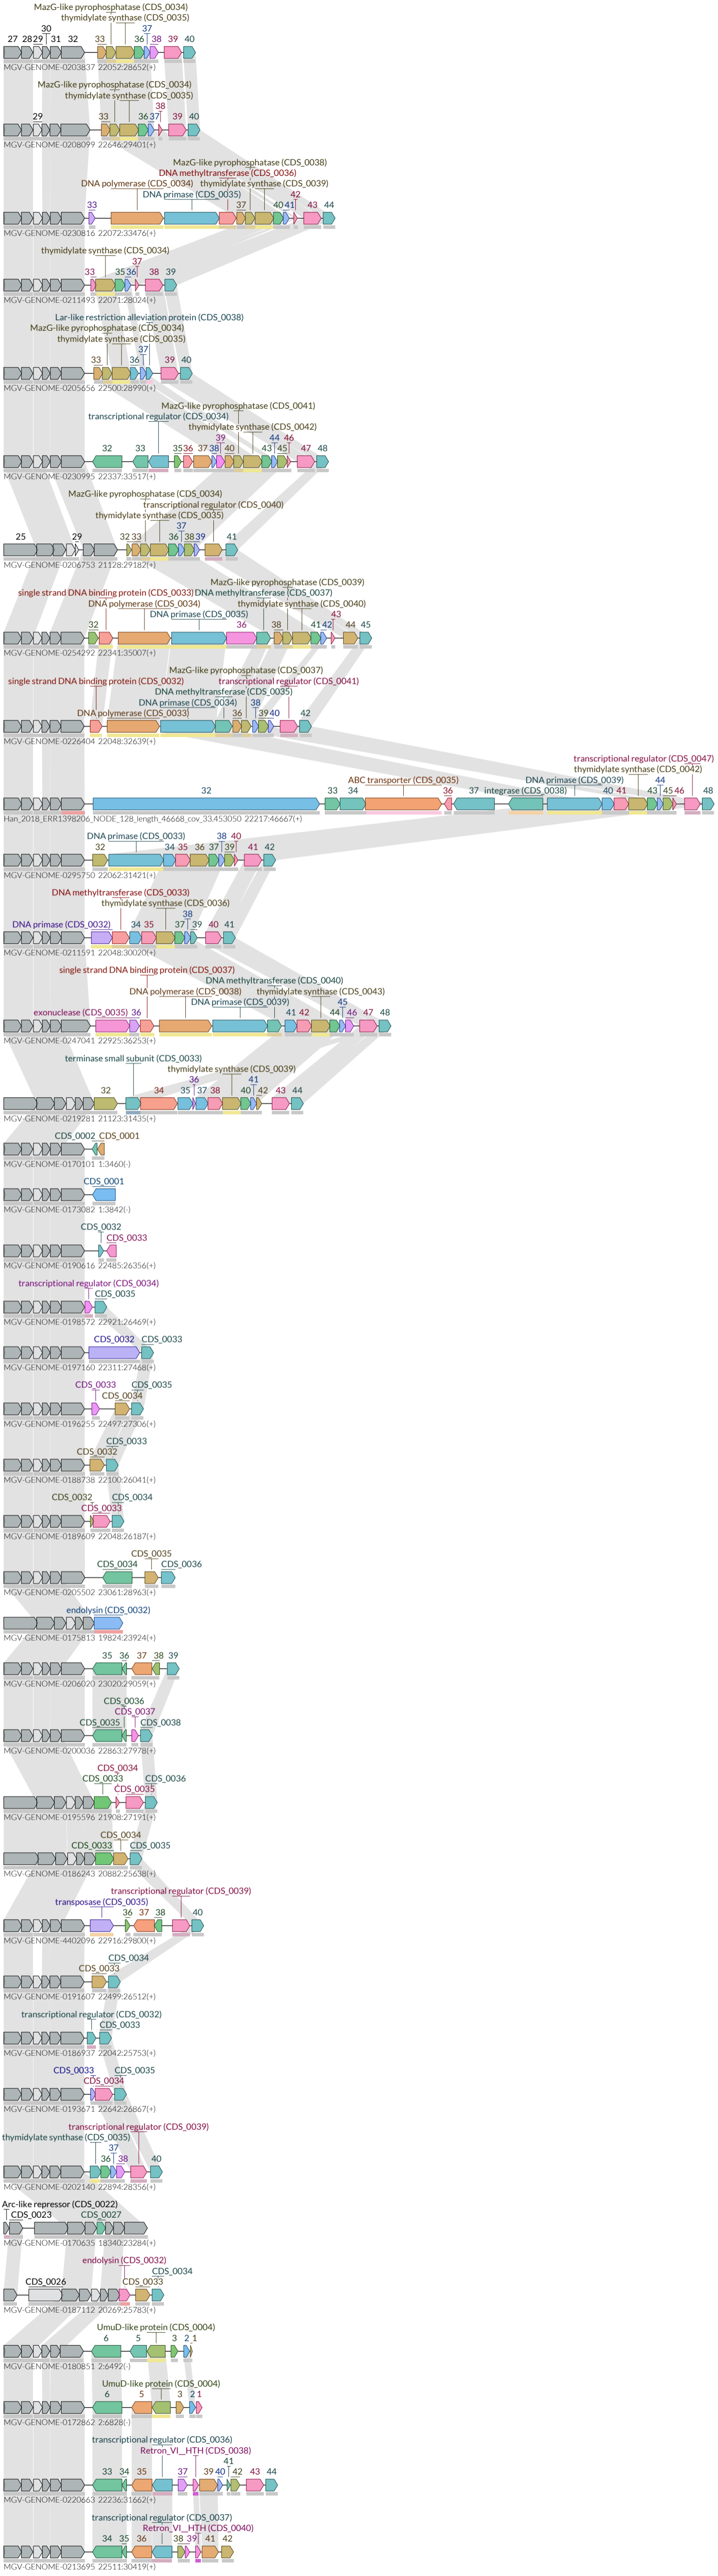 MazG-like pyrophosphatase (CDS_0034)
thymidylate synthase (CDS_0035)
30 37
27 28 29 31 32 33 36 38 39 40
MGV-GENOME-0203837 22052:28652(+)
MazG-like pyrophosphatase (CDS_0034)
thymidylate synthase (CDS_0035)
38
29 33 36 37 39 40
MGV-GENOME-0208099 22646:29401(+)
MazG-like pyrophosphatase (CDS_0038)
DNA methyltransferase (CDS_0036)
DNA polymerase (CDS_0034) thymidylate synthase (CDS_0039)
DNA primase (CDS_0035) 42
33 37 40 41 43 44
MGV-GENOME-0230816 22072:33476(+)
thymidylate synthase (CDS_0034)
37
33 35 36 38 39
MGV-GENOME-0211493 22071:28024(+)
Lar-like restriction alleviation protein (CDS_0038)
MazG-like pyrophosphatase (CDS_0034)
thymidylate synthase (CDS_0035)
37
33 36 39 40
MGV-GENOME-0205656 22500:28990(+)
MazG-like pyrophosphatase (CDS_0041)
transcriptional regulator (CDS_0034)
thymidylate synthase (CDS_0042)
39 44 46
32 33 35 36 37 38 40 43 45 47 48
MGV-GENOME-0230995 22337:33517(+)
MazG-like pyrophosphatase (CDS_0034)
transcriptional regulator (CDS_0040)
thymidylate synthase (CDS_0035)
37
25 29 32 33 36 38 39 41
MGV-GENOME-0206753 21128:29182(+)
MazG-like pyrophosphatase (CDS_0039)
single strand DNA binding protein (CDS_0033) DNA methyltransferase (CDS_0037)
DNA polymerase (CDS_0034) thymidylate synthase (CDS_0040)
DNA primase (CDS_0035) 43
32 36 38 41 42 44 45
MGV-GENOME-0254292 22341:35007(+)
MazG-like pyrophosphatase (CDS_0037)
single strand DNA binding protein (CDS_0032) transcriptional regulator (CDS_0041)
DNA methyltransferase (CDS_0035)
DNA primase (CDS_0034) 38
DNA polymerase (CDS_0033) 36 39 40 42
MGV-GENOME-0226404 22048:32639(+)
transcriptional regulator (CDS_0047)
thymidylate synthase (CDS_0042)
ABC transporter (CDS_0035) DNA primase (CDS_0039) 44
32 33 34 36 37 integrase (CDS_0038) 40 41 43 45 46 48
Han_2018_ERR1398206_NODE_128_length_46668_cov_33.453050 22217:46667(+)
DNA primase (CDS_0033) 38 40
32 34 35 36 37 39 41 42
MGV-GENOME-0295750 22062:31421(+)
DNA methyltransferase (CDS_0033)
thymidylate synthase (CDS_0036)
38
DNA primase (CDS_0032) 34 35 37 39 40 41
MGV-GENOME-0211591 22048:30020(+)
single strand DNA binding protein (CDS_0037)
DNA methyltransferase (CDS_0040)
DNA polymerase (CDS_0038) thymidylate synthase (CDS_0043)
DNA primase (CDS_0039) 45
exonuclease (CDS_0035) 36 41 42 44 46 47 48
MGV-GENOME-0247041 22925:36253(+)
terminase small subunit (CDS_0033)
thymidylate synthase (CDS_0039)
36 41
32 34 35 37 38 40 42 43 44
MGV-GENOME-0219281 21123:31435(+)
CDS_0002 CDS_0001
MGV-GENOME-0170101 1:3460(-)
CDS_0001
MGV-GENOME-0173082 1:3842(-)
CDS_0032
CDS_0033
MGV-GENOME-0190616 22485:26356(+)
transcriptional regulator (CDS_0034)
CDS_0035
MGV-GENOME-0198572 22921:26469(+)
CDS_0032 CDS_0033
MGV-GENOME-0197160 22311:27468(+)
CDS_0033 CDS_0035
CDS_0034
MGV-GENOME-0196255 22497:27306(+)
CDS_0033
CDS_0032
MGV-GENOME-0188738 22100:26041(+)
CDS_0032 CDS_0034
CDS_0033
MGV-GENOME-0189609 22048:26187(+)
CDS_0035
CDS_0034 CDS_0036
MGV-GENOME-0205502 23061:28963(+)
endolysin (CDS_0032)
MGV-GENOME-0175813 19824:23924(+)
35 36 37 38 39
MGV-GENOME-0206020 23020:29059(+)
CDS_0036
CDS_0037
CDS_0035 CDS_0038
MGV-GENOME-0200036 22863:27978(+)
CDS_0034
CDS_0033 CDS_0036
CDS_0035
MGV-GENOME-0195596 21908:27191(+)
CDS_0034
CDS_0033 CDS_0035
MGV-GENOME-0186243 20882:25638(+)
transcriptional regulator (CDS_0039)
transposase (CDS_0035)
36 37 38 40
MGV-GENOME-4402096 22916:29800(+)
CDS_0034
CDS_0033
MGV-GENOME-0191607 22499:26512(+)
transcriptional regulator (CDS_0032)
CDS_0033
MGV-GENOME-0186937 22042:25753(+)
CDS_0033 CDS_0035
CDS_0034
MGV-GENOME-0193671 22642:26867(+)
transcriptional regulator (CDS_0039)
thymidylate synthase (CDS_0035)
37
36 38 40
MGV-GENOME-0202140 22894:28356(+)
Arc-like repressor (CDS_0022)
CDS_0023 CDS_0027
MGV-GENOME-0170635 18340:23284(+)
endolysin (CDS_0032)
CDS_0034
CDS_0026 CDS_0033
MGV-GENOME-0187112 20269:25783(+)
UmuD-like protein (CDS_0004)
6 5 3 2 1
MGV-GENOME-0180851 2:6492(-)
UmuD-like protein (CDS_0004)
6 5 3 2 1
MGV-GENOME-0172862 2:6828(-)
transcriptional regulator (CDS_0036)
Retron_VI__HTH (CDS_0038)
41
33 34 35 37 39 40 42 43 44
MGV-GENOME-0220663 22236:31662(+)
transcriptional regulator (CDS_0037)
Retron_VI__HTH (CDS_0040)
34 35 36 38 39 41 42
MGV-GENOME-0213695 22511:30419(+)